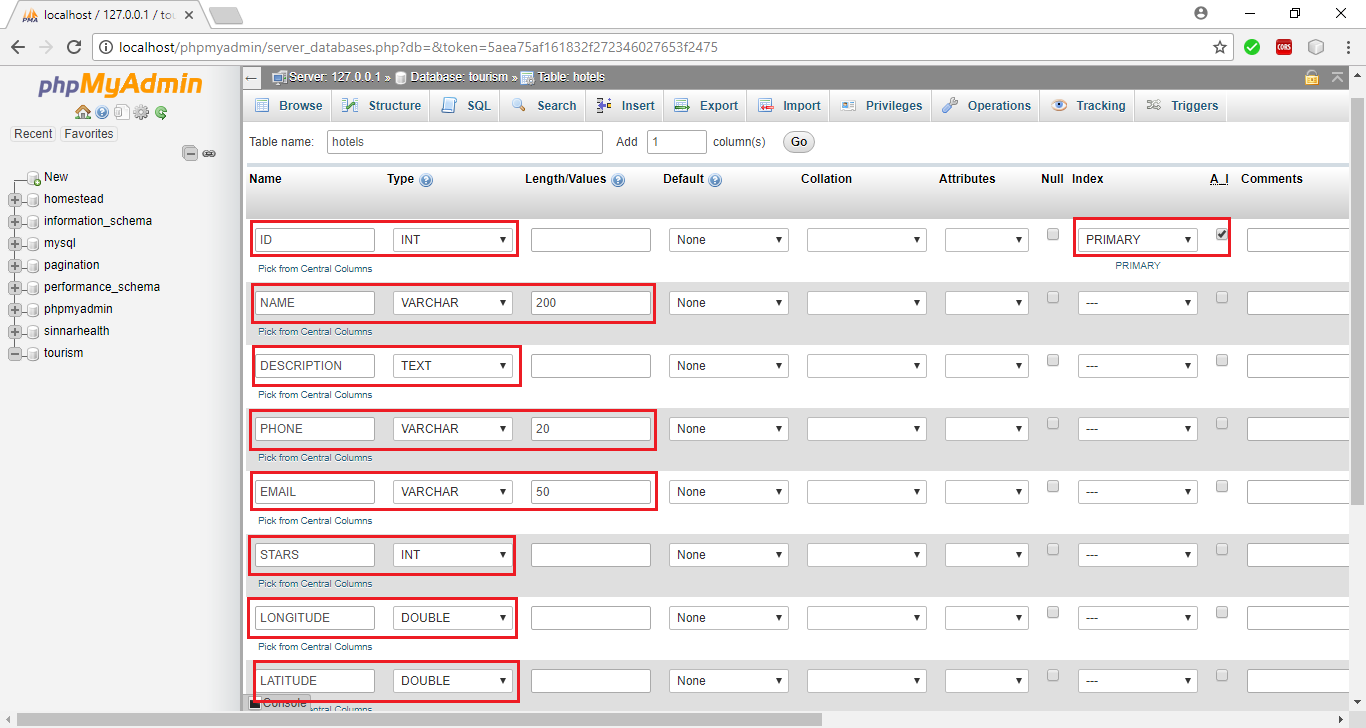 localhost / 127.0.0.1 / tou
localhost/phpmyadmin/server_databases.php?db=&token=5aea75af161832f272346027653f2475
CORS
phpMyAdmin
Recent Favorites
New
homestead
information_schema
mysql
pagination
performance_schema
phpmyadmin
sinnarhealth
tourism
Server: 127.0.0.1 » Database: tourism » Table: hotels
Browse Structure SQL Search Insert Export Import Privileges Operations Tracking Triggers
Table name: hotels Add 1 column(s) Go
Name Type Length/Values Default Collation Attributes Null Index A_I Comments
ID INT None PRIMARY
Pick from Central Columns PRIMARY
NAME VARCHAR 200 None ---
Pick from Central Columns
DESCRIPTION TEXT None ---
Pick from Central Columns
PHONE VARCHAR 20 None ---
Pick from Central Columns
EMAIL VARCHAR 50 None ---
Pick from Central Columns
STARS INT None ---
Pick from Central Columns
LONGITUDE DOUBLE None ---
Pick from Central Columns
LATITUDE DOUBLE None ---
Console
ntral Columns